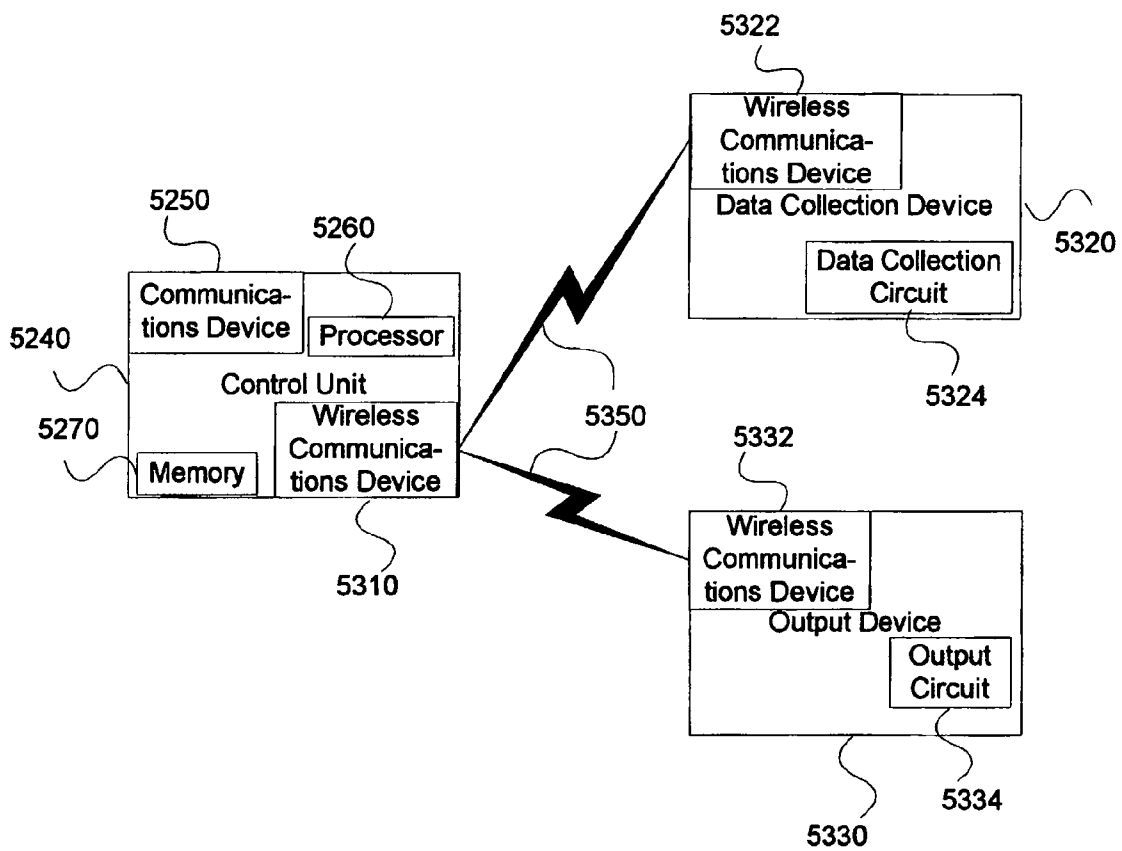 5322
Wireless
Communica-
tions Device
Data Collection Device
5320
Data Collection
Circuit
5324
5250
5260
Communica-
tions Device
Processor
5240
Control Unit
5270
Wireless
Communica-
tions Device
Memory
5310
5350
5332
Wireless
Communica-
tions Device
Output Device
Output
Circuit
5334
5330